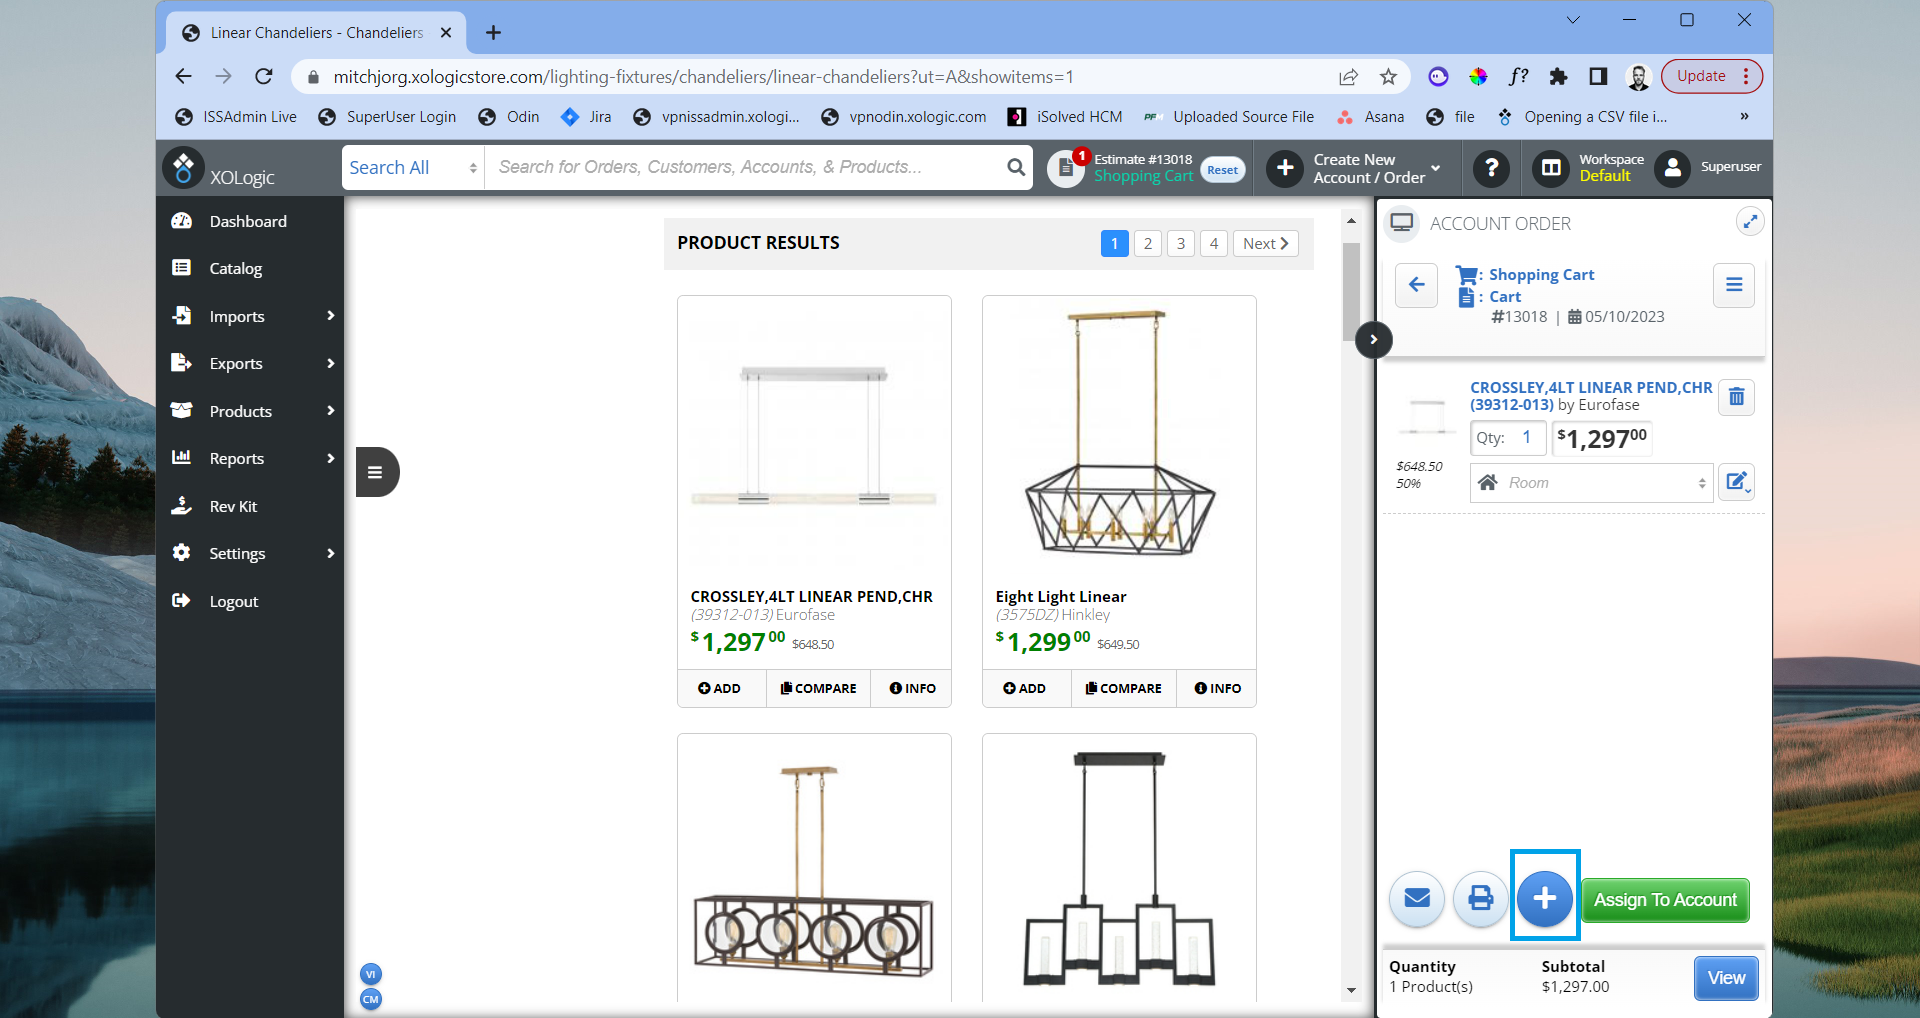 Linear Chandeliers - Chandeliers
mitchjorg.xologicstore.com/lighting-fixtures/chandeliers/linear-chandeliers?ut=A&showitems=1
f?
Update
ISSAdmin Live
SuperUser Login
Odin
Jira
vpnissadmin.xologi...
vpnodin.xologic.com
iSolved HCM
Uploaded Source File
Asana
file
Opening a CSV file i...
»
XOLogic
Search All
Search for Orders, Customers, Accounts, & Products...
1
Estimate #13018
Shopping Cart
Reset
Create New
Account / Order
?
Workspace
Default
Superuser
Dashboard
Catalog
Imports
Exports
Products
Reports
Rev Kit
Settings
Logout
PRODUCT RESULTS
1 2 3 4 Next
CROSSLEY,4LT LINEAR PEND,CHR
(39312-013) Eurofase
$1,297.00 $648.50
ADD COMPARE INFO
Eight Light Linear
(3575DZ) Hinkley
$1,299.00 $649.50
ADD COMPARE INFO
VI
CM
ACCOUNT ORDER
: Shopping Cart
: Cart
#13018 | 05/10/2023
CROSSLEY,4LT LINEAR PEND,CHR
(39312-013) by Eurofase
Qty: 1 $1,297.00
$648.50
50%
Room
Assign To Account
Quantity
1 Product(s)
Subtotal
$1,297.00
View